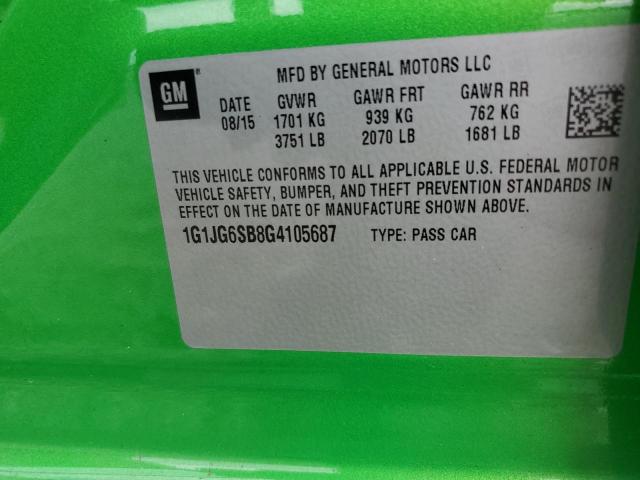 GM ®
MFD BY GENERAL MOTORS LLC
DATE GVWR GAWR FRT GAWR RR
08/15 1701 KG 939 KG 762 KG
3751 LB 2070 LB 1681 LB
THIS VEHICLE CONFORMS TO ALL APPLICABLE U.S. FEDERAL MOTOR
VEHICLE SAFETY, BUMPER, AND THEFT PREVENTION STANDARDS IN
EFFECT ON THE DATE OF MANUFACTURE SHOWN ABOVE.
1G1JG6SB8G4105687 TYPE: PASS CAR